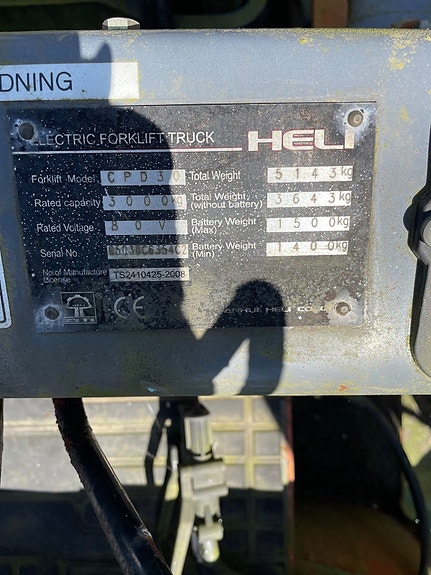 DNING
ELECTRIC FORKLIFT TRUCK HELI
Forklift Model CPD30 Total Weight 5143kg
Rated capacity 3000kg Total Weight (without battery) 3643kg
Rated Voltage 80V Battery Weight (Max) 1500kg
Serial No. Battery Weight (Min) 1400kg
No.of Manufacture License TS2410425-2008
CE
HELI CO.